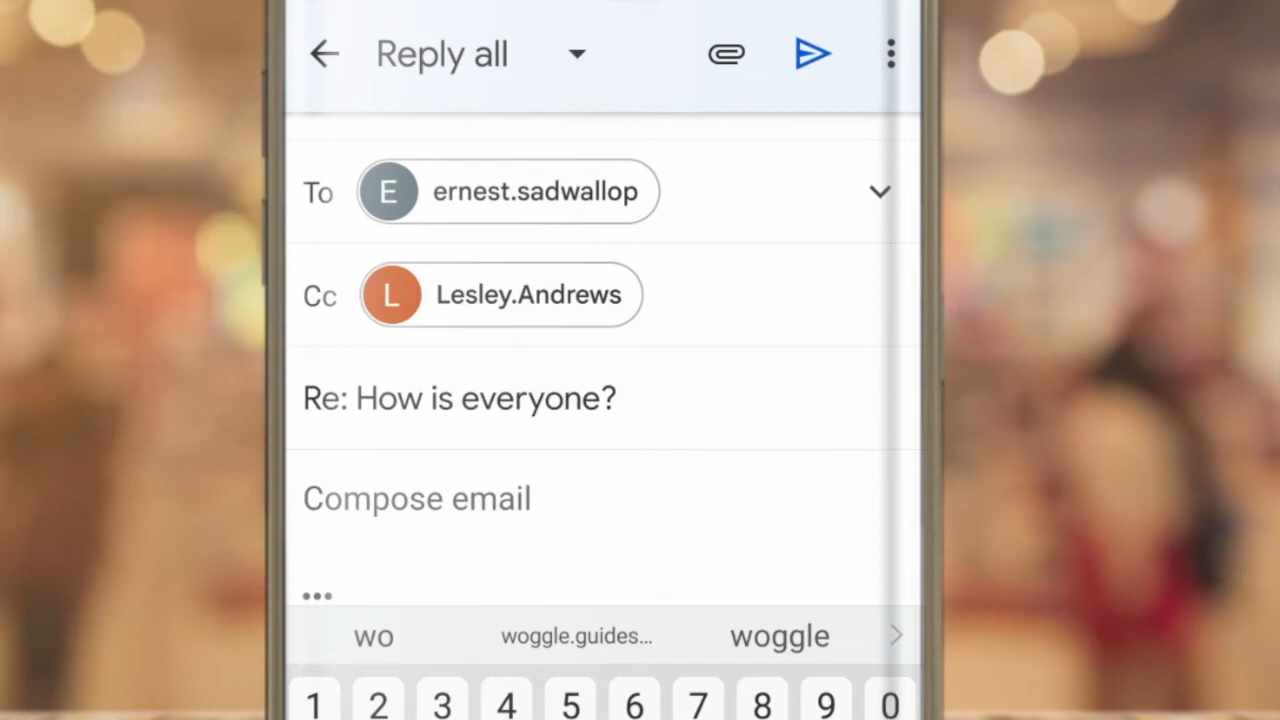 Reply all
To E ernest.sadwallop
Cc L Lesley.Andrews
Re: How is everyone?
Compose email
wo woggle.guides... woggle
1 2 3 4 5 6 7 8 9 0